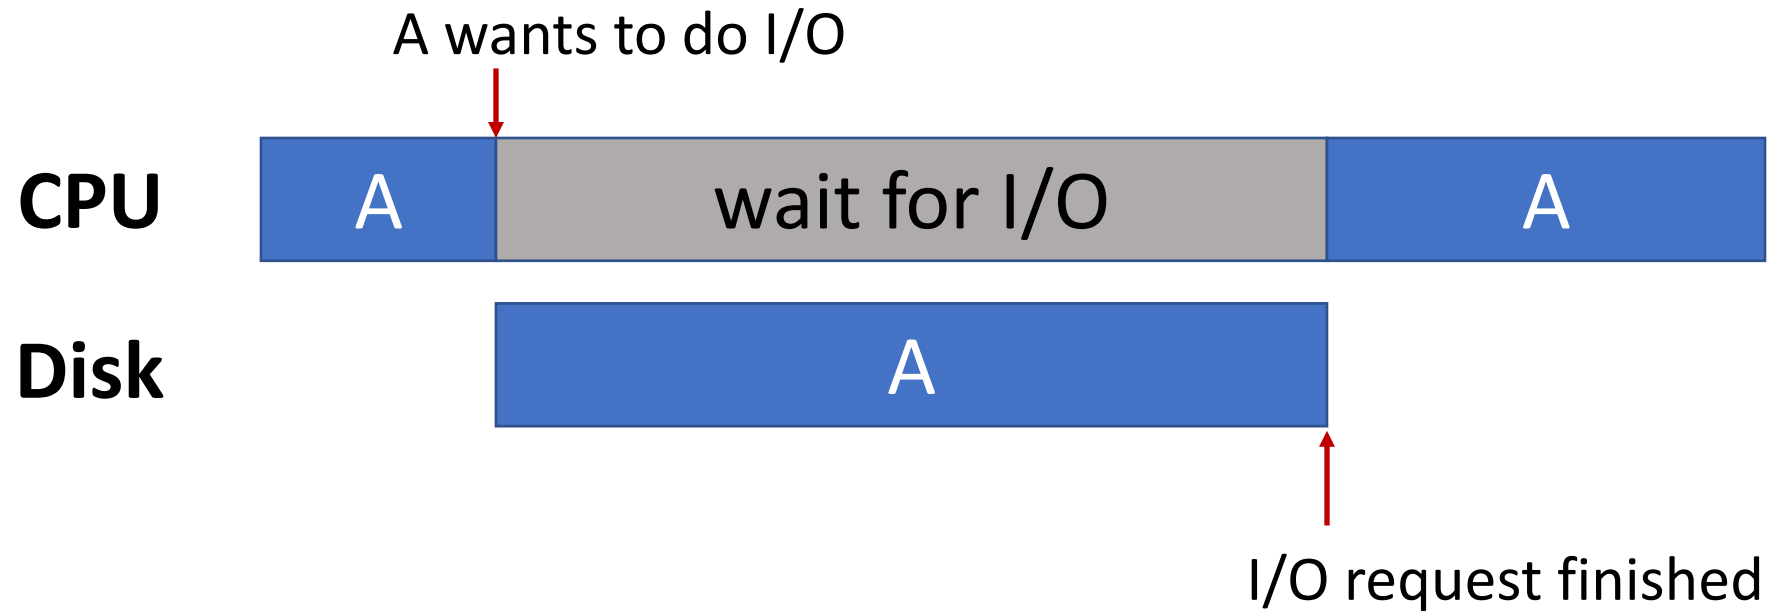 A wants to do I/O
CPU
A
wait for I/O
A
Disk
A
I/O request finished